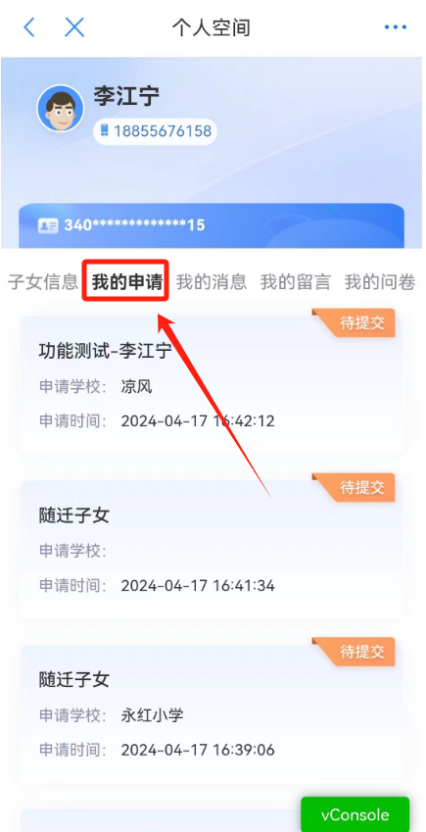 个人空间
李江宁
18855676158
340*************15
子女信息 我的申请 我的消息 我的留言 我的问卷
待提交
功能测试-李江宁
申请学校: 凉风
申请时间: 2024-04-17 16:42:12
待提交
随迁子女
申请学校:
申请时间: 2024-04-17 16:41:34
待提交
随迁子女
申请学校: 永红小学
申请时间: 2024-04-17 16:39:06
vConsole